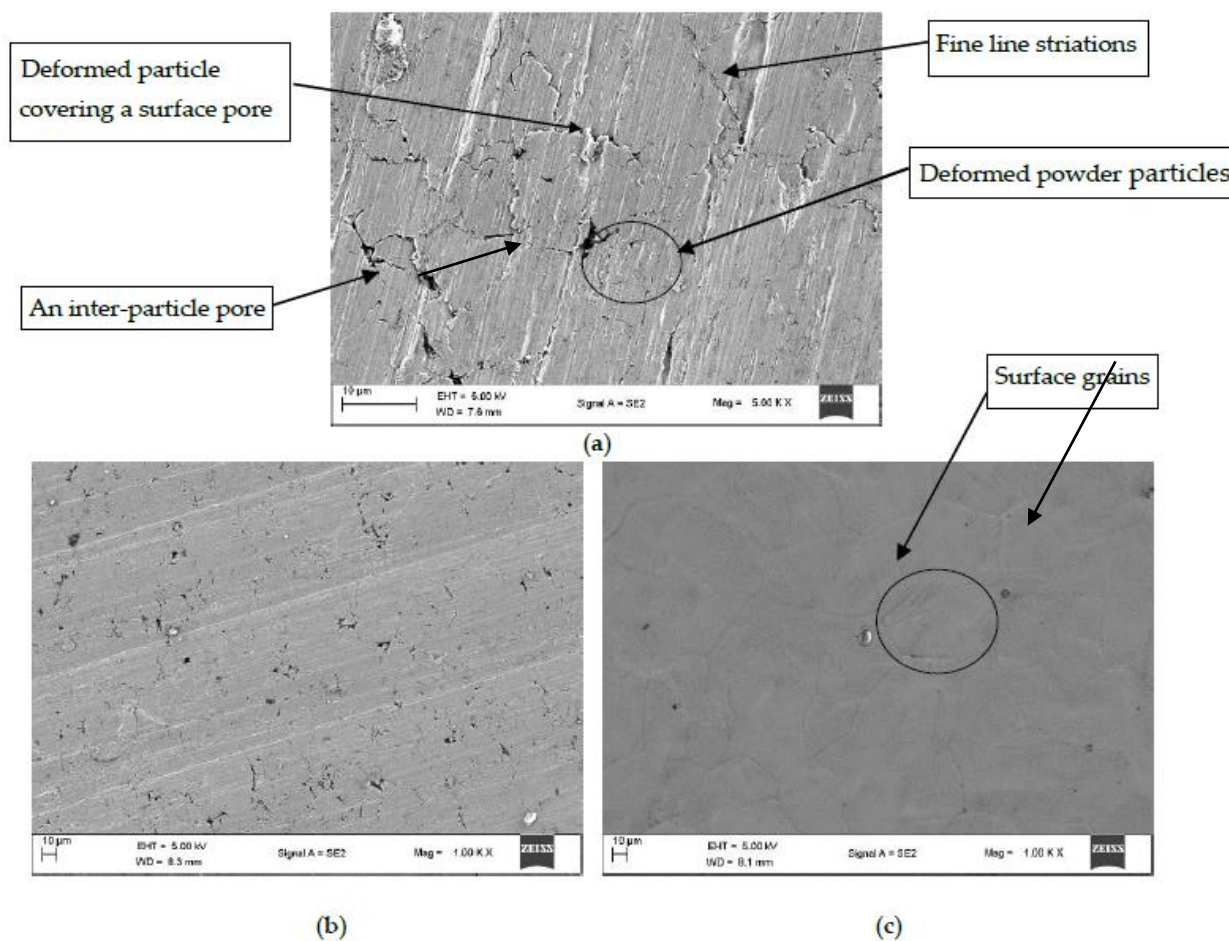 Deformed particle
covering a surface pore
Fine line striations
Deformed powder particles
An inter-particle pore
10 µm
EHT = 5.00 kV
WD = 7.6 mm
Signal A = SE2
Mag = 5.00 K X
ZEISS
(a)
Surface grains
10 µm
EHT = 5.00 kV
WD = 8.3 mm
Signal A = SE2
Mag = 1.00 K X
ZEISS
10 µm
EHT = 5.00 kV
WD = 8.1 mm
Signal A = SE2
Mag = 1.00 K X
ZEISS
(b)
(c)